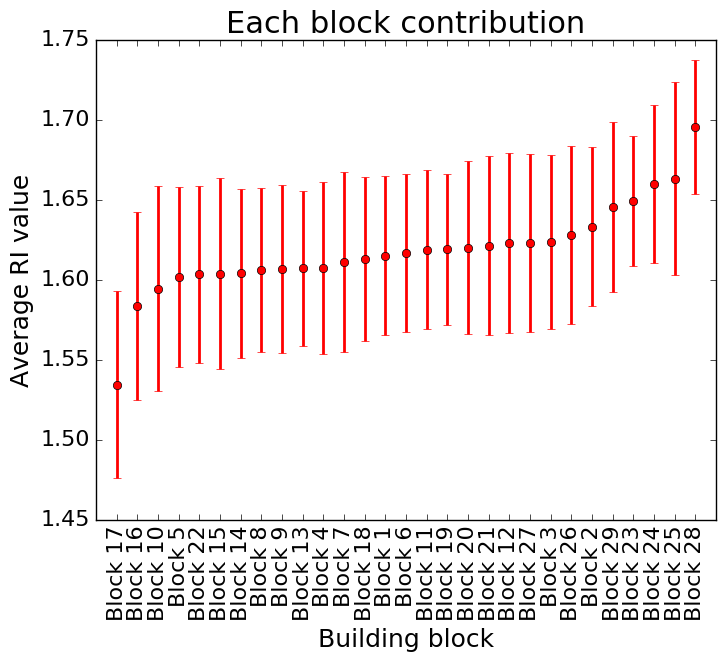 Each block contribution
Average RI value
1.75
1.70
1.65
1.60
1.55
1.50
1.45
Block 17
Block 16
Block 10
Block 5
Block 22
Block 15
Block 14
Block 8
Block 9
Block 13
Block 4
Block 7
Block 18
Block 1
Block 6
Block 11
Block 19
Block 20
Block 21
Block 12
Block 27
Block 3
Block 26
Block 2
Block 29
Block 23
Block 24
Block 25
Block 28
Building block